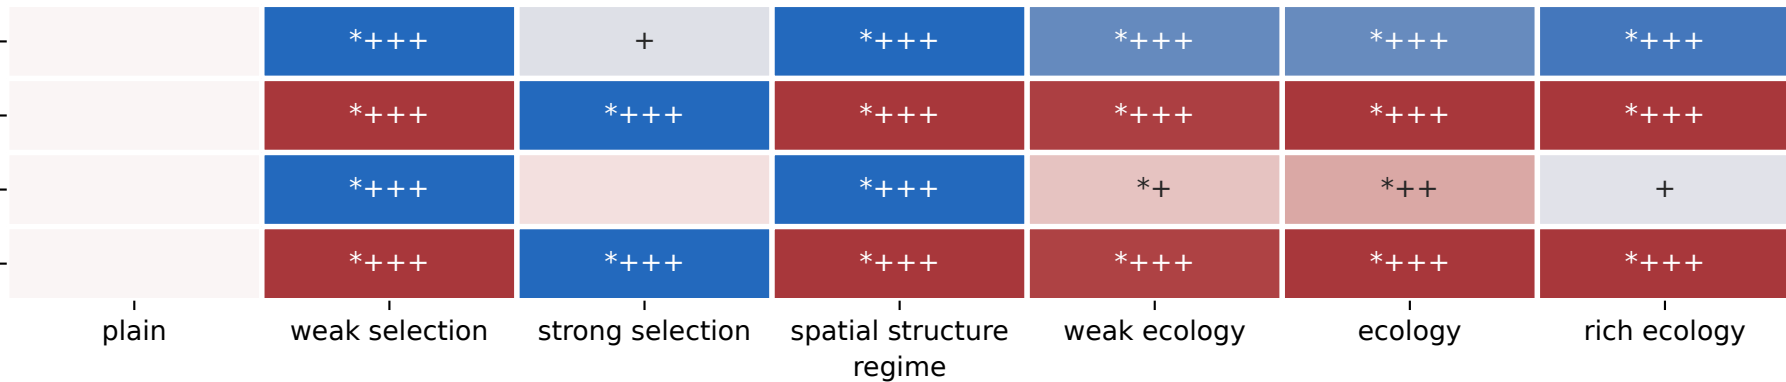 *+++ + *+++ *+++ *+++ *+++
*+++ *+++ *+++ *+++ *+++ *+++
*+++ *+++ *+ *++ +
*+++ *+++ *+++ *+++ *+++ *+++
plain weak selection strong selection spatial structure weak ecology ecology rich ecology
regime